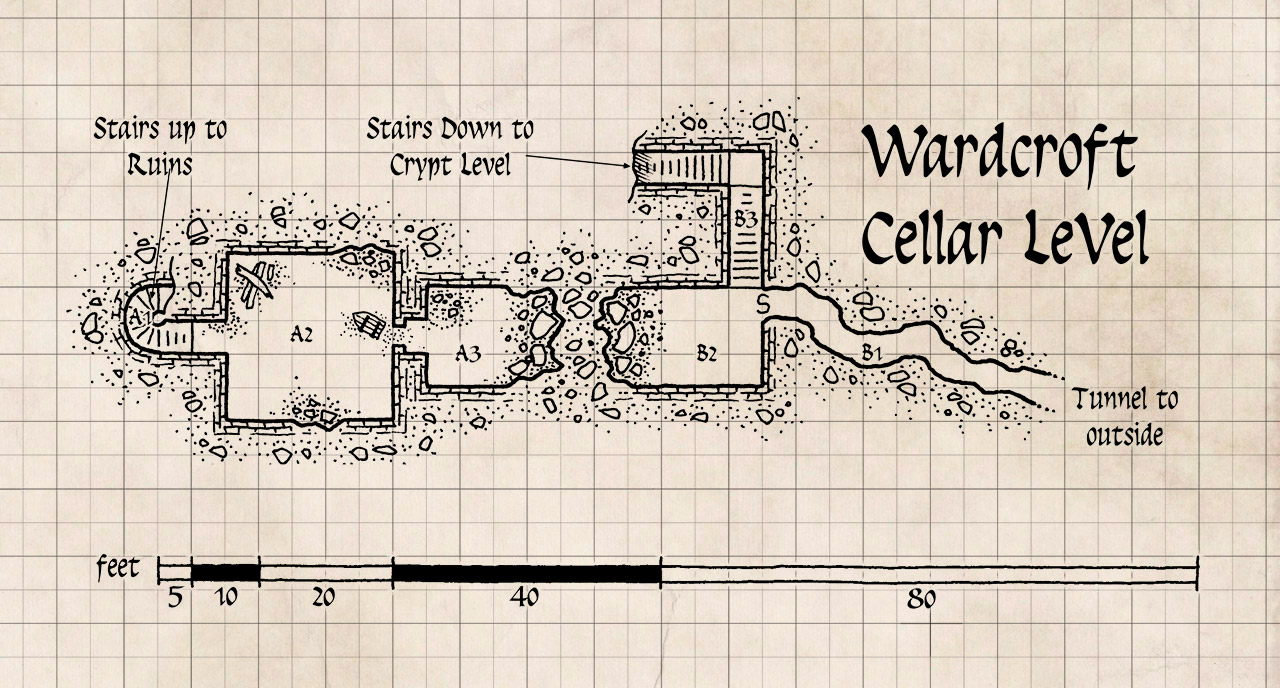 Stairs up to
Ruins
Stairs Down to
Crypt Level
Wardcroft
Cellar Level
B3
A1
A2
A3
S
B2
B1
Tunnel to
outside
feet
5 10 20 40 80